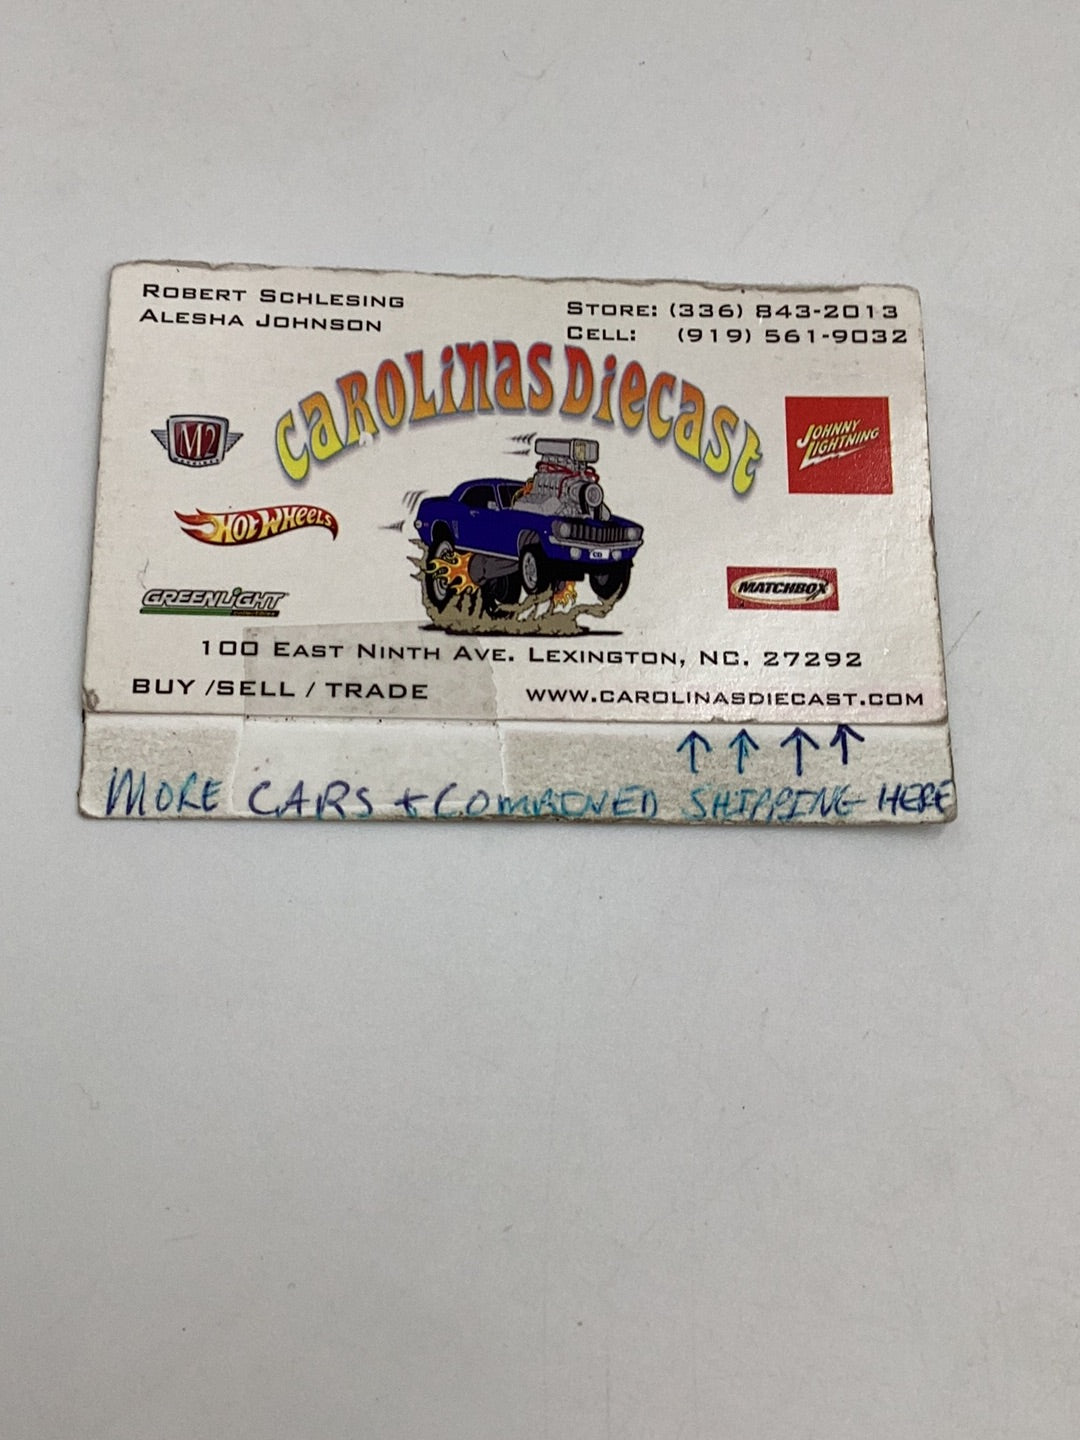 ROBERT SCHLESING
ALESHA JOHNSON
STORE: (336) 843-2013
CELL: (919) 561-9032
CAROLINAS DIECAST
M2
MACHINES
JOHNNY
LIGHTNING
HOT WHEELS
CD
GREENLIGHT
MATCHBOX
100 EAST NINTH AVE. LEXINGTON, NC. 27292
BUY /SELL / TRADE
WWW.CAROLINASDIECAST.COM
↑ ↑ ↑ ↑
MORE CARS + COMBINED SHIPPING HERE